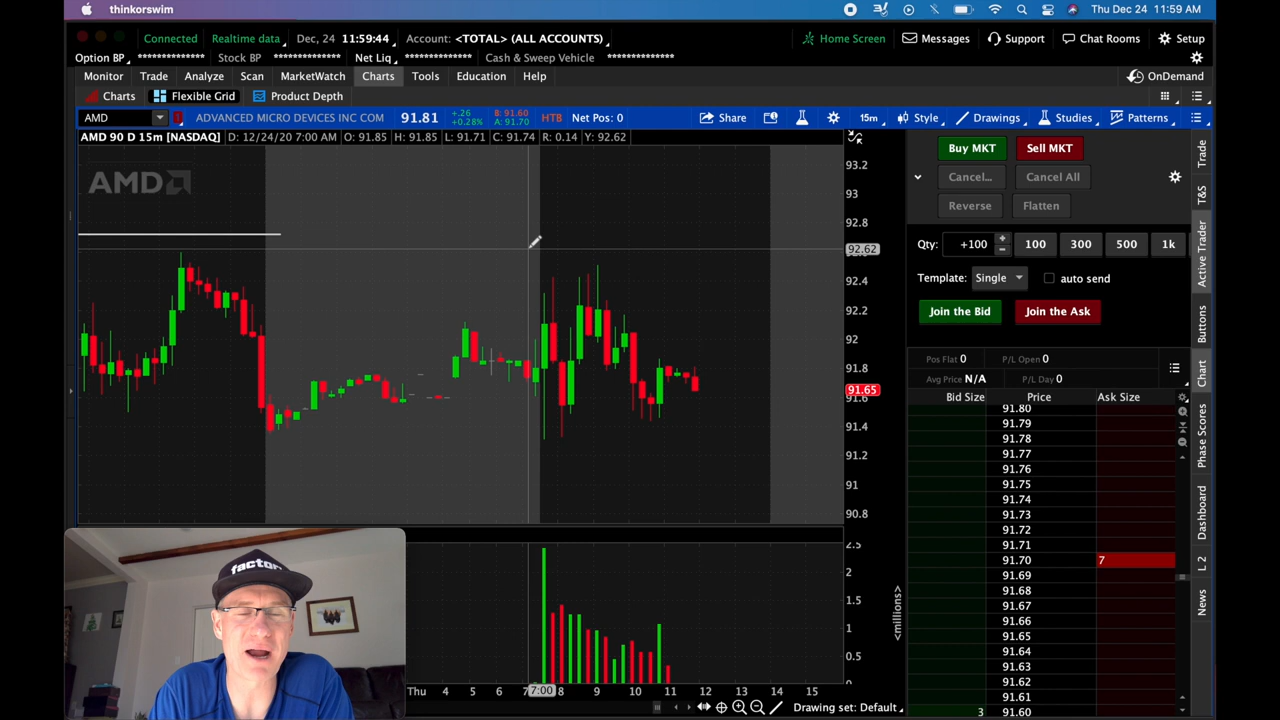 thinkorswim
Thu Dec 24 11:59 AM
Connected
Realtime data
Dec, 24 11:59:44
Account: <TOTAL> (ALL ACCOUNTS)
Home Screen
Messages
Support
Chat Rooms
Setup
Option BP
*************
Stock BP
*************
Net Liq
*************
Cash & Sweep Vehicle
*************
Monitor
Trade
Analyze
Scan
MarketWatch
Charts
Tools
Education
Help
OnDemand
Charts
Flexible Grid
Product Depth
AMD
ADVANCED MICRO DEVICES INC COM
91.81
+.26
+0.28%
B: 91.60
A: 91.70
HTB
Net Pos: 0
Share
15m
Style
Drawings
Studies
Patterns
AMD 90 D 15m [NASDAQ]
D: 12/24/20 7:00 AM
O: 91.85
H: 91.85
L: 91.71
C: 91.74
R: 0.14
Y: 92.62
AMD
93.2
93
92.8
92.62
92.4
92.2
92
91.8
91.65
91.4
91.2
91
90.8
2.5
2
1.5
1
0.5
0
<millions>
Thu
4
5
6
7:00
8
9
10
11
12
13
14
15
Drawing set: Default
Buy MKT
Sell MKT
Cancel...
Cancel All
Reverse
Flatten
Qty:
+100
100
300
500
1k
Template:
Single
auto send
Join the Bid
Join the Ask
Pos Flat 0
P/L Open 0
Avg Price N/A
P/L Day 0
Bid Size
Price
Ask Size
91.80
91.79
91.78
91.77
91.76
91.75
91.74
91.73
91.72
91.71
91.70 7
91.69
91.68
91.67
91.66
91.65
91.64
91.63
91.62
91.61
3 91.60
Trade
T&S
Active Trader
Buttons
Chart
Phase Scores
Dashboard
L 2
News
factor